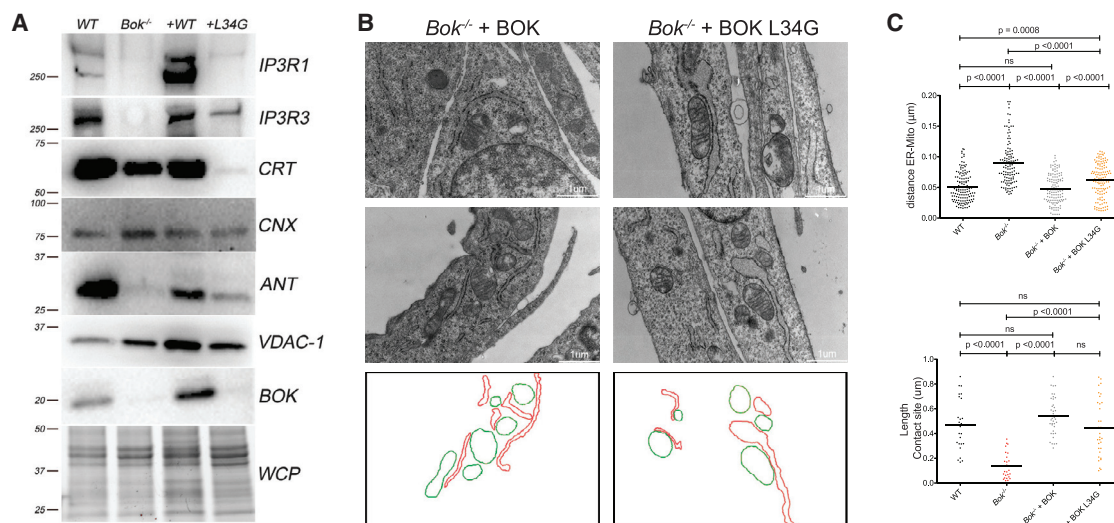 A
WT Bok-/- +WT +L34G
IP3R1
250
IP3R3
250
75
CRT
50
100
CNX
75
37
ANT
25
37
VDAC-1
BOK
20
50
WCP
37
25
B
Bok-/- + BOK
Bok-/- + BOK L34G
1um
1um
1um
1um
C
p = 0.0008
p <0.0001
ns
p <0.0001 p <0.0001 p <0.0001
distance ER-Mito (µm)
0.20
0.15
0.10
0.05
0.00
WT
Bok-/-
Bok-/- + BOK
Bok-/- + BOK L34G
ns
p <0.0001
ns
p <0.0001 p <0.0001 ns
Length
Contact site (um)
1.0
0.8
0.6
0.4
0.2
0.0
WT
Bok-/-
Bok-/- + BOK
+ BOK L34G